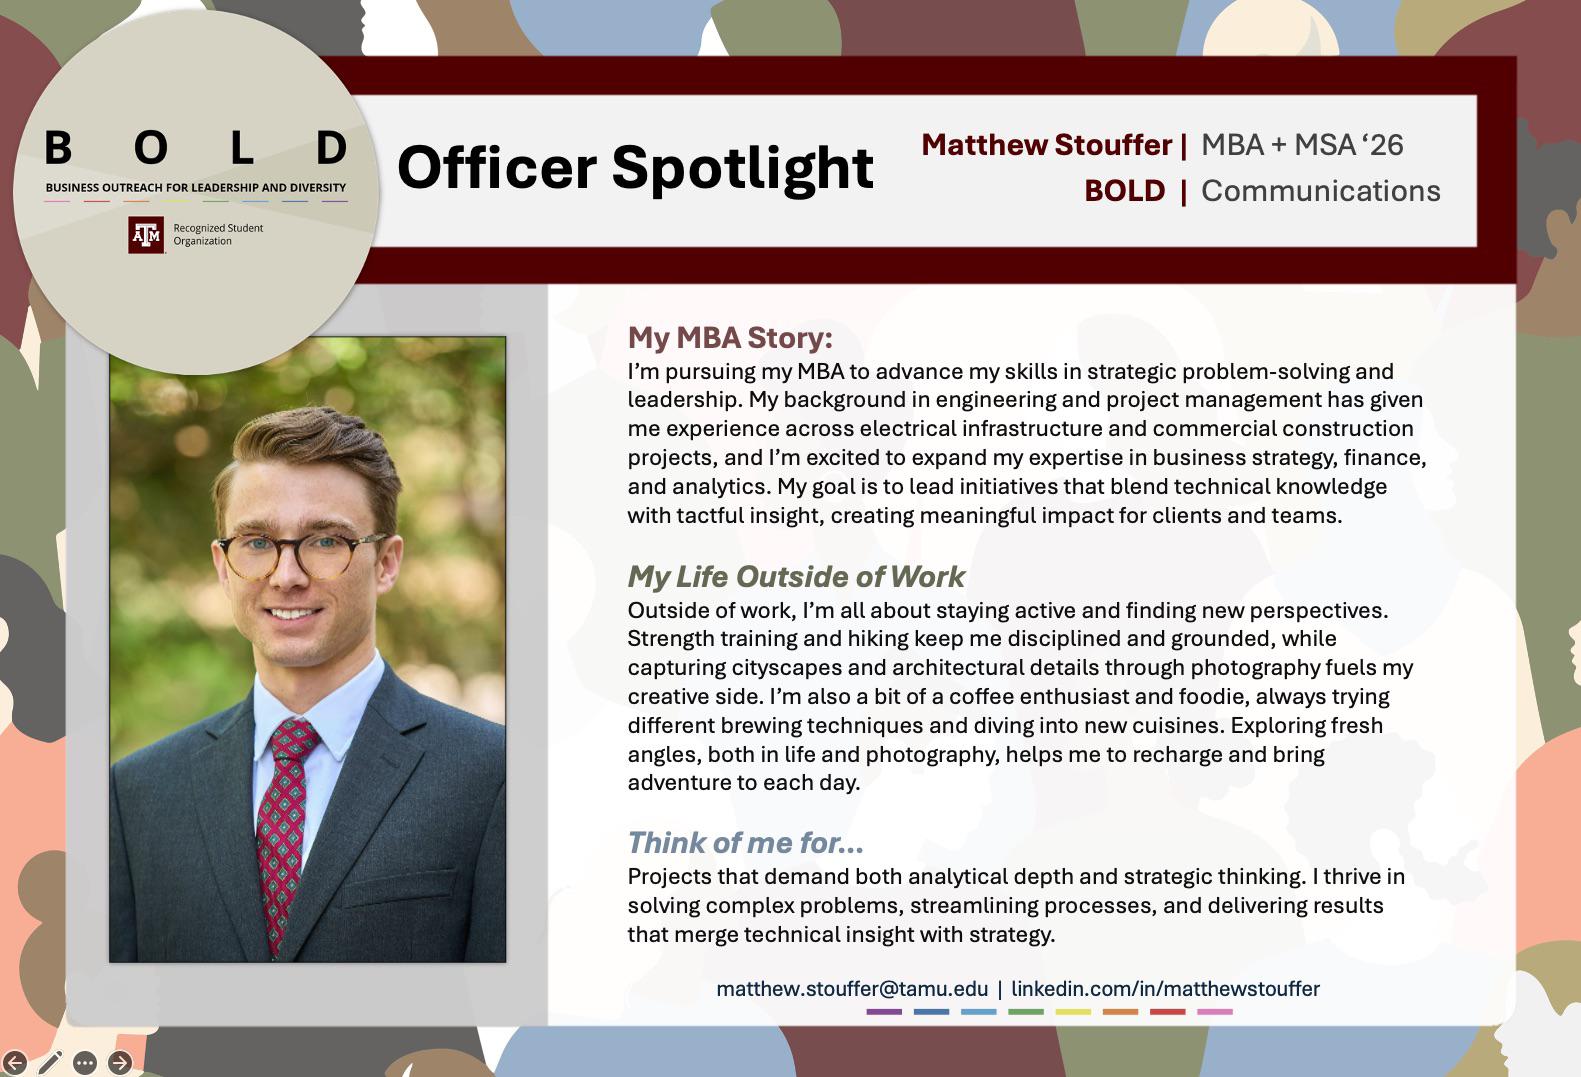 B O L D
BUSINESS OUTREACH FOR LEADERSHIP AND DIVERSITY
ATM
Recognized Student
Organization
Officer Spotlight
Matthew Stouffer | MBA + MSA ‘26
BOLD | Communications
My MBA Story:
I’m pursuing my MBA to advance my skills in strategic problem-solving and
leadership. My background in engineering and project management has given
me experience across electrical infrastructure and commercial construction
projects, and I’m excited to expand my expertise in business strategy, finance,
and analytics. My goal is to lead initiatives that blend technical knowledge
with tactful insight, creating meaningful impact for clients and teams.
My Life Outside of Work
Outside of work, I’m all about staying active and finding new perspectives.
Strength training and hiking keep me disciplined and grounded, while
capturing cityscapes and architectural details through photography fuels my
creative side. I’m also a bit of a coffee enthusiast and foodie, always trying
different brewing techniques and diving into new cuisines. Exploring fresh
angles, both in life and photography, helps me to recharge and bring
adventure to each day.
Think of me for...
Projects that demand both analytical depth and strategic thinking. I thrive in
solving complex problems, streamlining processes, and delivering results
that merge technical insight with strategy.
matthew.stouffer@tamu.edu | linkedin.com/in/matthewstouffer